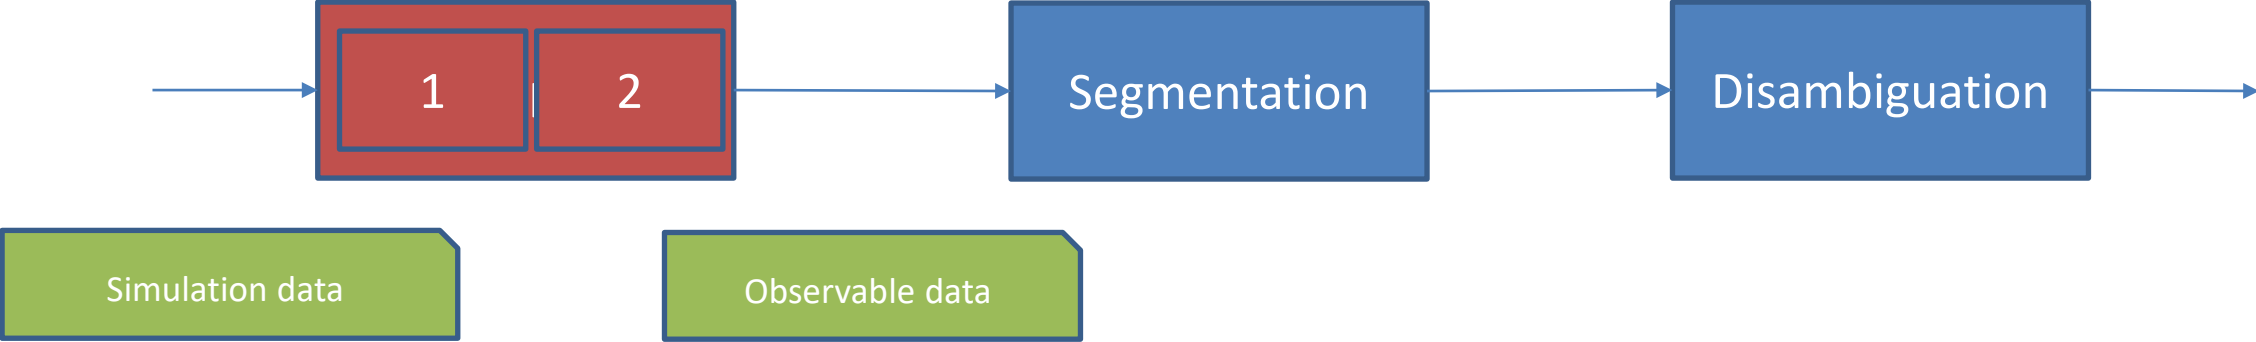 1
2
Segmentation
Disambiguation
Simulation data
Observable data